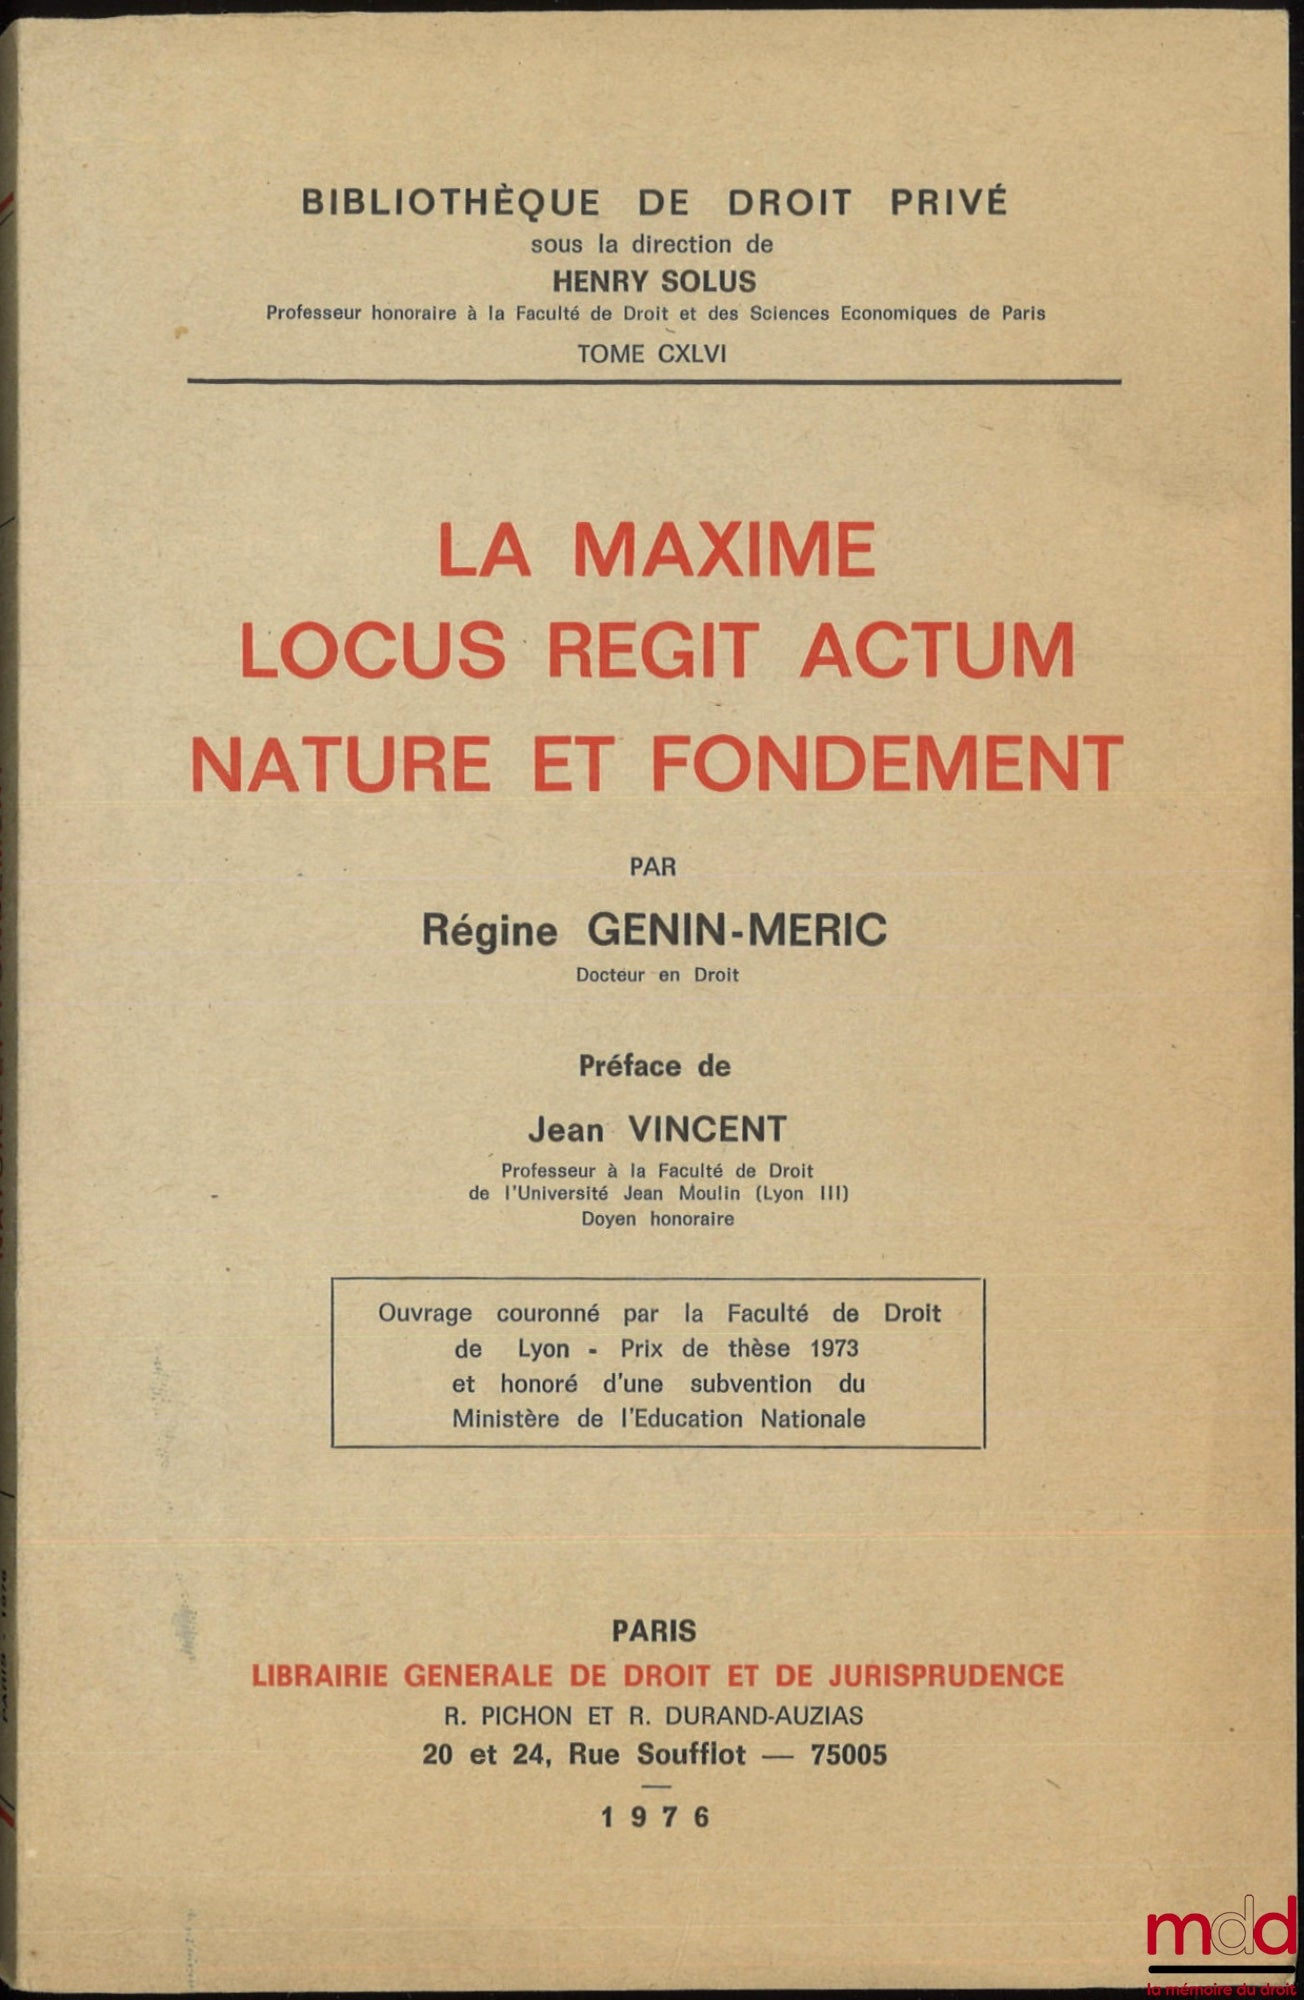 BIBLIOTHÈQUE DE DROIT PRIVÉ
sous la direction de
HENRY SOLUS
Professeur honoraire à la Faculté de Droit et des Sciences Economiques de Paris
TOME CXLVI
LA MAXIME
LOCUS REGIT ACTUM
NATURE ET FONDEMENT
PAR
Régine GENIN-MERIC
Docteur en Droit
Préface de
Jean VINCENT
Professeur à la Faculté de Droit
de l'Université Jean Moulin (Lyon III)
Doyen honoraire
Ouvrage couronné par la Faculté de Droit
de Lyon - Prix de thèse 1973
et honoré d'une subvention du
Ministère de l'Education Nationale
PARIS
LIBRAIRIE GENERALE DE DROIT ET DE JURISPRUDENCE
R. PICHON ET R. DURAND-AUZIAS
20 et 24, Rue Soufflot — 75005
1976
mdd
la mémoire du droit